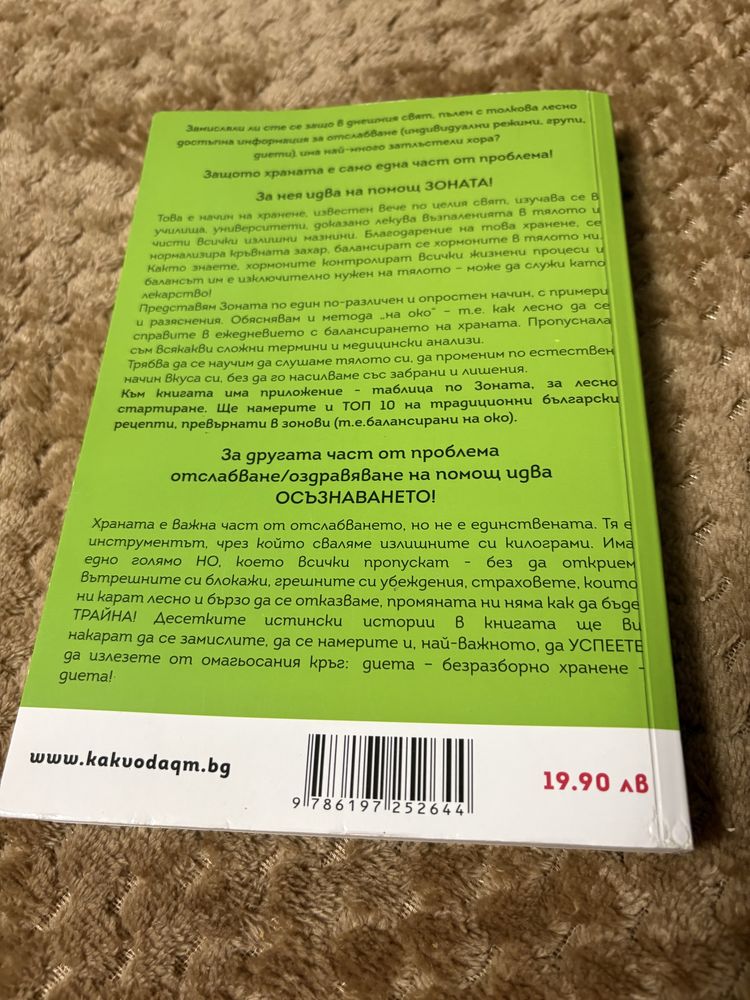 Замисляли ли сте се защо в днешния свят, пълен с толкова лесно
достъпна информация за отслабване (индивидуални режими, групи,
диети), има най-много затлъстели хора?
Защото храната е само една част от проблема!
За нея идва на помощ ЗОНАТА!
Това е начин на хранене, известен вече по целия свят, изучава се в
училища, университети, доказано лекува възпаленията в тялото и
чисти всички излишни мазнини. Благодарение на това хранене, се
нормализира кръвната захар, балансират се хормоните в тялото ни.
Както знаете, хормоните контролират всички жизнени процеси и
балансът им е изключително нужен на тялото – може да служи като
лекарство!
Представям Зоната по един по-различен и опростен начин, с примери
и разяснения. Обяснявам и метода „на око“ – т.е. как лесно да се
справите в ежедневието с балансирането на храната. Пропуснала
съм всякакви сложни термини и медицински анализи.
Трябва да се научим да слушаме тялото си, да променим по естествен
начин вкуса си, без да го насилваме със забрани и лишения.
Към книгата има приложение - таблица по Зоната, за лесно
стартиране. Ще намерите и ТОП 10 на традиционни български
рецепти, превърнати в зонови (т.е.балансирани на око).
За другата част от проблема
отслабване/оздравяване на помощ идва
ОСЪЗНАВАНЕТО!
Храната е важна част от отслабването, но не е единствената. Тя е
инструментът, чрез който сваляме излишните си килограми. Има
едно голямо НО, което всички пропускат - без да открием
вътрешните си блокажи, грешните си убеждения, страховете, които
ни карат лесно и бързо да се отказваме, промяната ни няма как да бъде
ТРАЙНА! Десетките истински истории в книгата ще ви
накарат да се замислите, да се намерите и, най-важното, да УСПЕЕТЕ
да излезете от омагьосания кръг: диета – безразборно хранене -
диета!
www.kakvodaqm.bg
9 786197 252644
19.90 лв